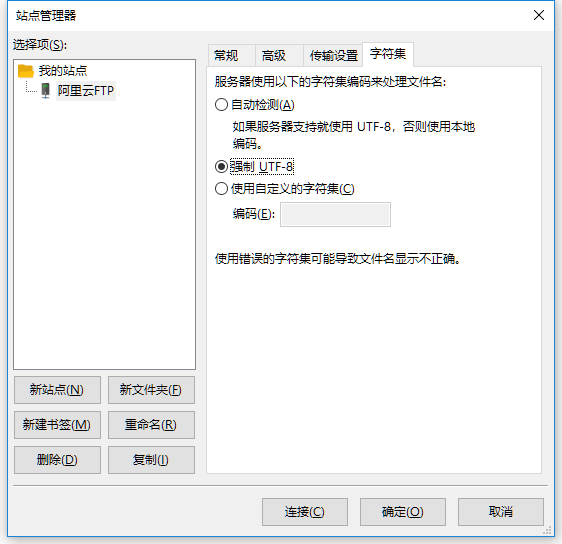 站点管理器
选择项(S):
我的站点
阿里云FTP
新站点(N)
新文件夹(F)
新建书签(M)
重命名(R)
删除(D)
复制(I)
常规
高级
传输设置
字符集
服务器使用以下的字符集编码来处理文件名:
自动检测(A)
如果服务器支持就使用 UTF-8，否则使用本地
编码。
强制 UTF-8
使用自定义的字符集(C)
编码(E):
使用错误的字符集可能导致文件名显示不正确。
连接(C)
确定(O)
取消